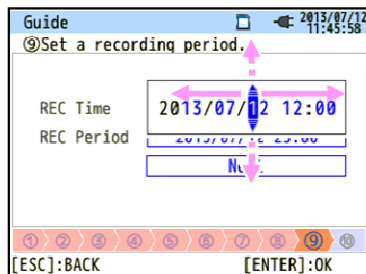 Guide 2013/07/12
11:45:58
⑨Set a recording period.
REC Time 2013/07/12 12:00
REC Period
①②③④⑤⑥⑦⑧⑨⑩
[ESC]:BACK [ENTER]:OK